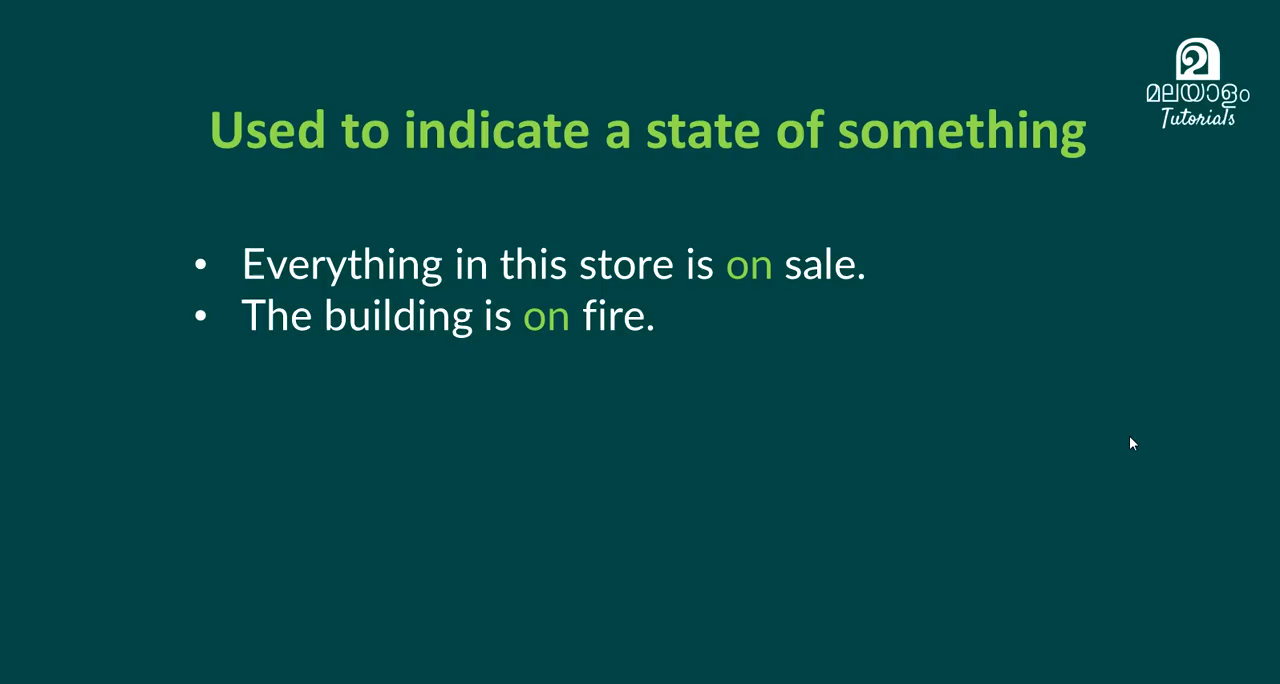 മലയാളം
Tutorials
Used to indicate a state of something
• Everything in this store is on sale.
• The building is on fire.